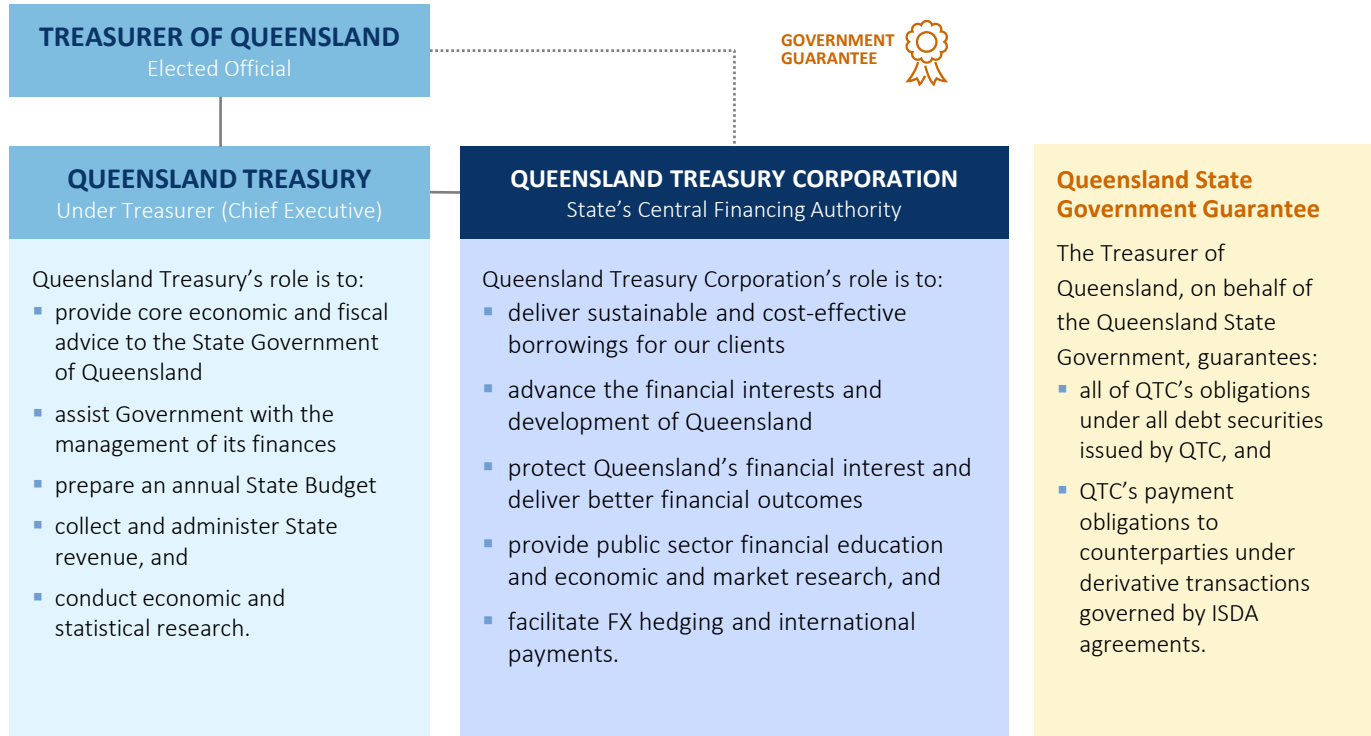 TREASURER OF QUEENSLAND
Elected Official
GOVERNMENT
GUARANTEE
QUEENSLAND TREASURY
Under Treasurer (Chief Executive)
Queensland Treasury’s role is to:
▪ provide core economic and fiscal
advice to the State Government
of Queensland
▪ assist Government with the
management of its finances
▪ prepare an annual State Budget
▪ collect and administer State
revenue, and
▪ conduct economic and
statistical research.
QUEENSLAND TREASURY CORPORATION
State’s Central Financing Authority
Queensland Treasury Corporation’s role is to:
▪ deliver sustainable and cost-effective
borrowings for our clients
▪ advance the financial interests and
development of Queensland
▪ protect Queensland’s financial interest and
deliver better financial outcomes
▪ provide public sector financial education
and economic and market research, and
▪ facilitate FX hedging and international
payments.
Queensland State
Government Guarantee
The Treasurer of
Queensland, on behalf of
the Queensland State
Government, guarantees:
▪ all of QTC’s obligations
under all debt securities
issued by QTC, and
▪ QTC’s payment
obligations to
counterparties under
derivative transactions
governed by ISDA
agreements.